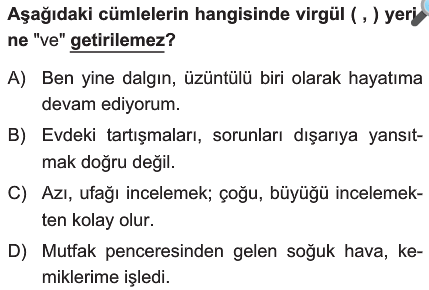 Aşağıdaki cümlelerin hangisinde virgül ( , ) yeri
ne "ve" getirilemez?
A) Ben yine dalgın, üzüntülü biri olarak hayatıma
devam ediyorum.
B) Evdeki tartışmaları, sorunları dışarıya yansıt-
mak doğru değil.
C) Azı, ufağı incelemek; çoğu, büyüğü incelemek-
ten kolay olur.
D) Mutfak penceresinden gelen soğuk hava, ke-
miklerime işledi.